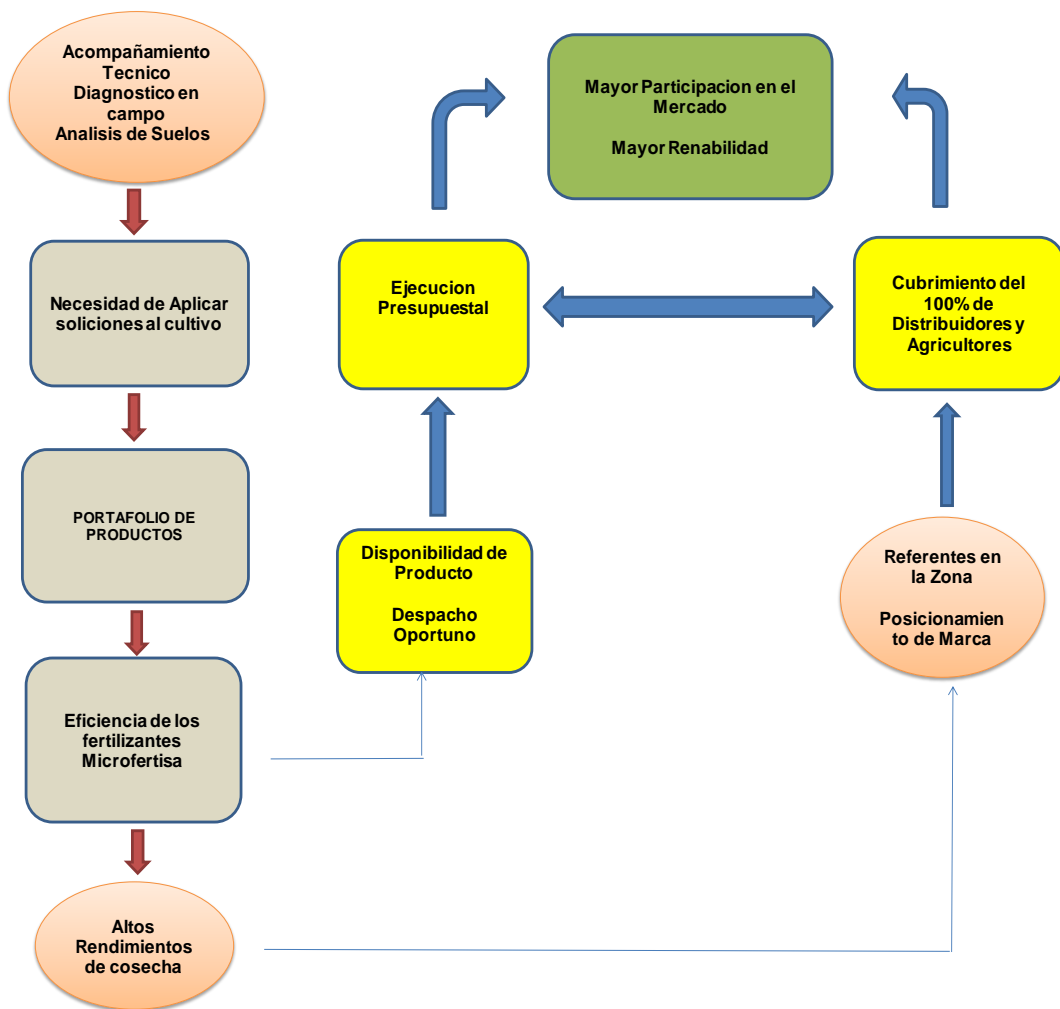 Acompañamiento
Tecnico
Diagnostico en
campo
Analisis de Suelos
Necesidad de Aplicar
soliciones al cultivo
PORTAFOLIO DE
PRODUCTOS
Eficiencia de los
fertilizantes
Microfertisa
Altos
Rendimientos
de cosecha
Mayor Participacion en el
Mercado
Mayor Renabilidad
Ejecucion
Presupuestal
Cubrimiento del
100% de
Distribuidores y
Agricultores
Disponibilidad de
Producto
Despacho
Oportuno
Referentes en
la Zona
Posicionamien
to de Marca